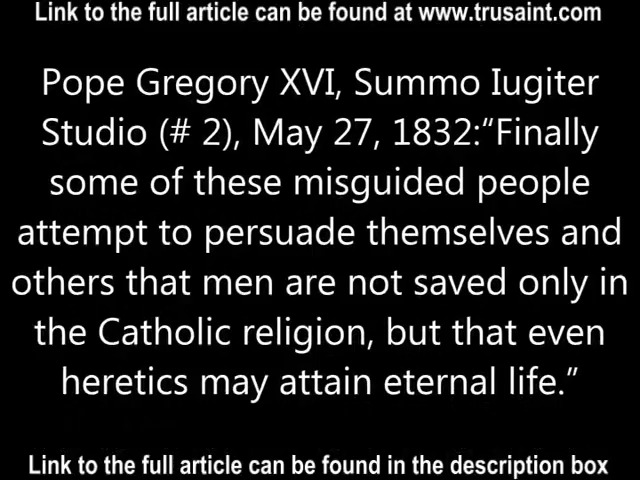 Link to the full article can be found at www.trusaint.com
Pope Gregory XVI, Summo Iugiter
Studio (# 2), May 27, 1832:“Finally
some of these misguided people
attempt to persuade themselves and
others that men are not saved only in
the Catholic religion, but that even
heretics may attain eternal life.”
Link to the full article can be found in the description box